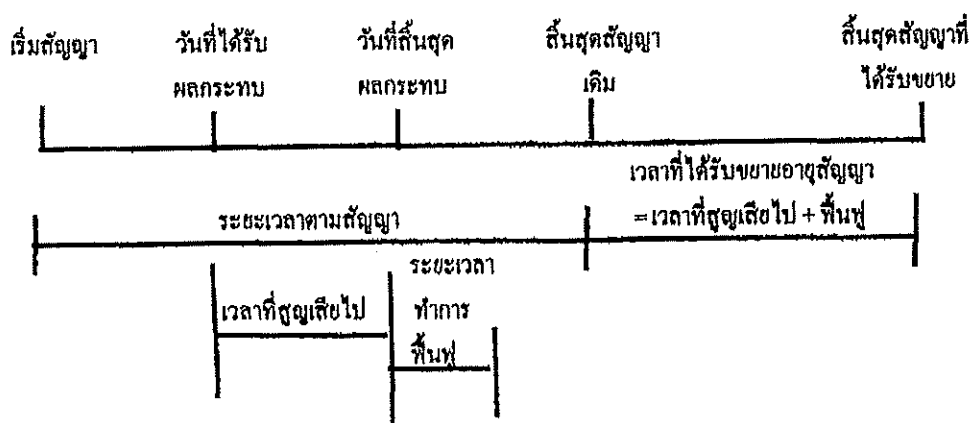 เริ่มสัญญา
วันที่ได้รับ
ผลกระทบ
วันที่สิ้นสุด
ผลกระทบ
สิ้นสุดสัญญา
เดิม
สิ้นสุดสัญญาที่
ได้รับขยาย
เวลาที่ได้รับขยายอายุสัญญา
=เวลาที่สูญเสียไป + ฟื้นฟู
ระยะเวลาตามสัญญา
เวลาที่สูญเสียไป
ระยะเวลา
ทำการ
ฟื้นฟู